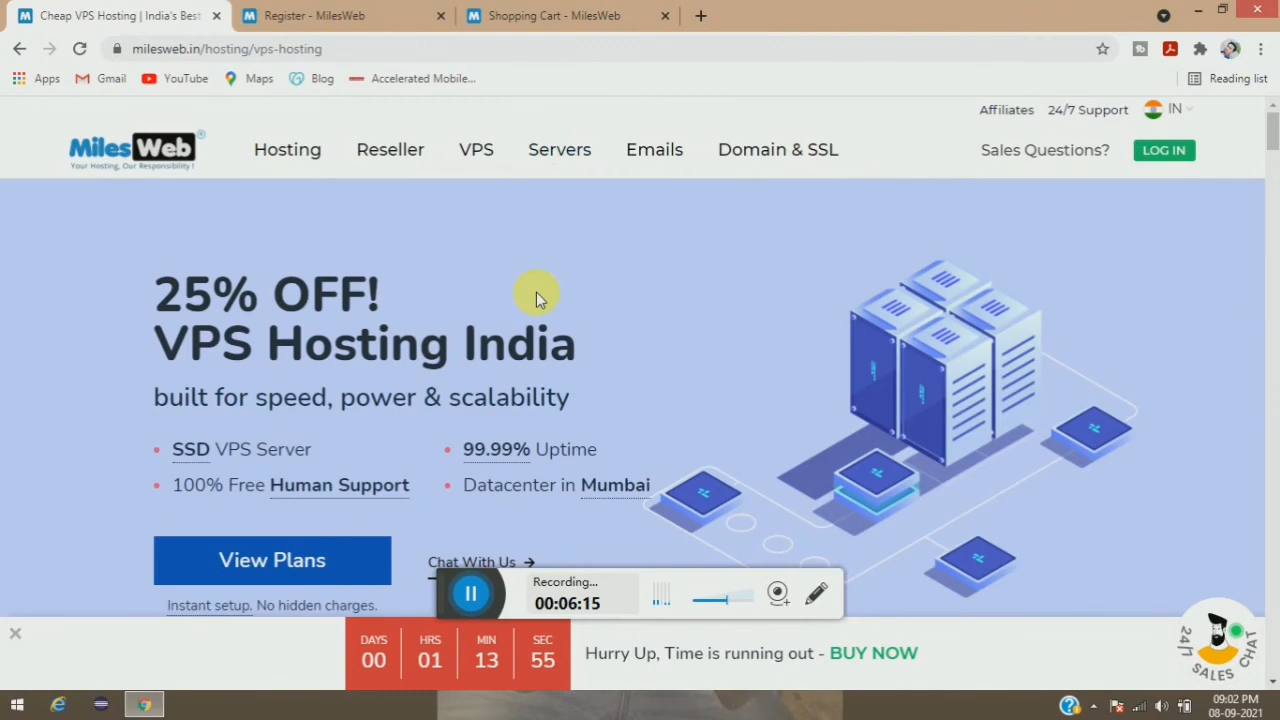 Cheap VPS Hosting | India's Best
Register - MilesWeb
Shopping Cart - MilesWeb
milesweb.in/hosting/vps-hosting
Apps
Gmail
YouTube
Maps
Blog
Accelerated Mobile...
Reading list
Affiliates
24/7 Support
IN
MilesWeb
Your Hosting, Our Responsibility!
Hosting
Reseller
VPS
Servers
Emails
Domain & SSL
Sales Questions?
LOG IN
25% OFF!
VPS Hosting India
built for speed, power & scalability
SSD VPS Server
99.99% Uptime
100% Free Human Support
Datacenter in Mumbai
View Plans
Chat With Us
Instant setup. No hidden charges.
Recording...
00:06:15
DAYS
00
HRS
01
MIN
13
SEC
55
Hurry Up, Time is running out - BUY NOW
24/7 SALES CHAT
09:02 PM
08-09-2021